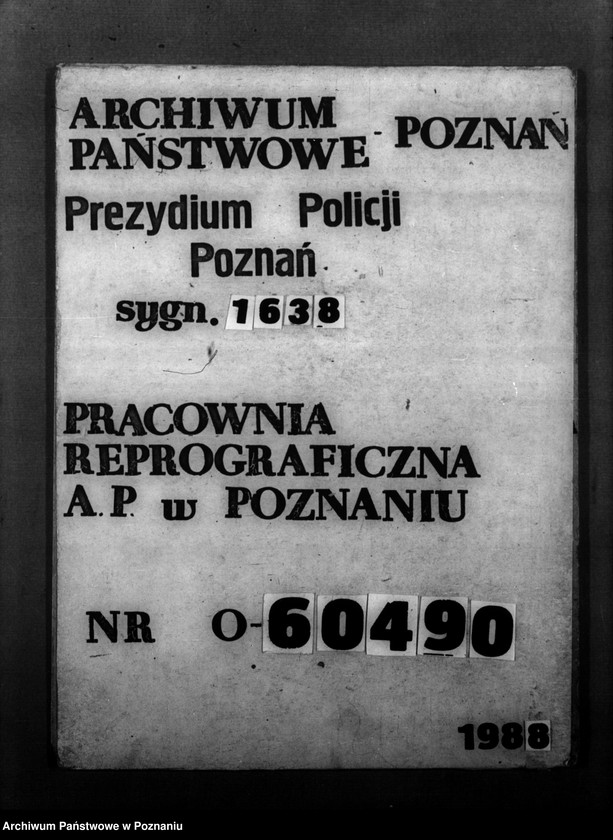 ARCHIWUM
PAŃSTWOWE - POZNAŃ
Prezydium Policji
Poznań.
sygn. 1638
PRACOWNIA
REPROGRAFICZNA
A.P. w POZNANIU
NR O-60490
1988
Archiwum Państwowe w Poznaniu